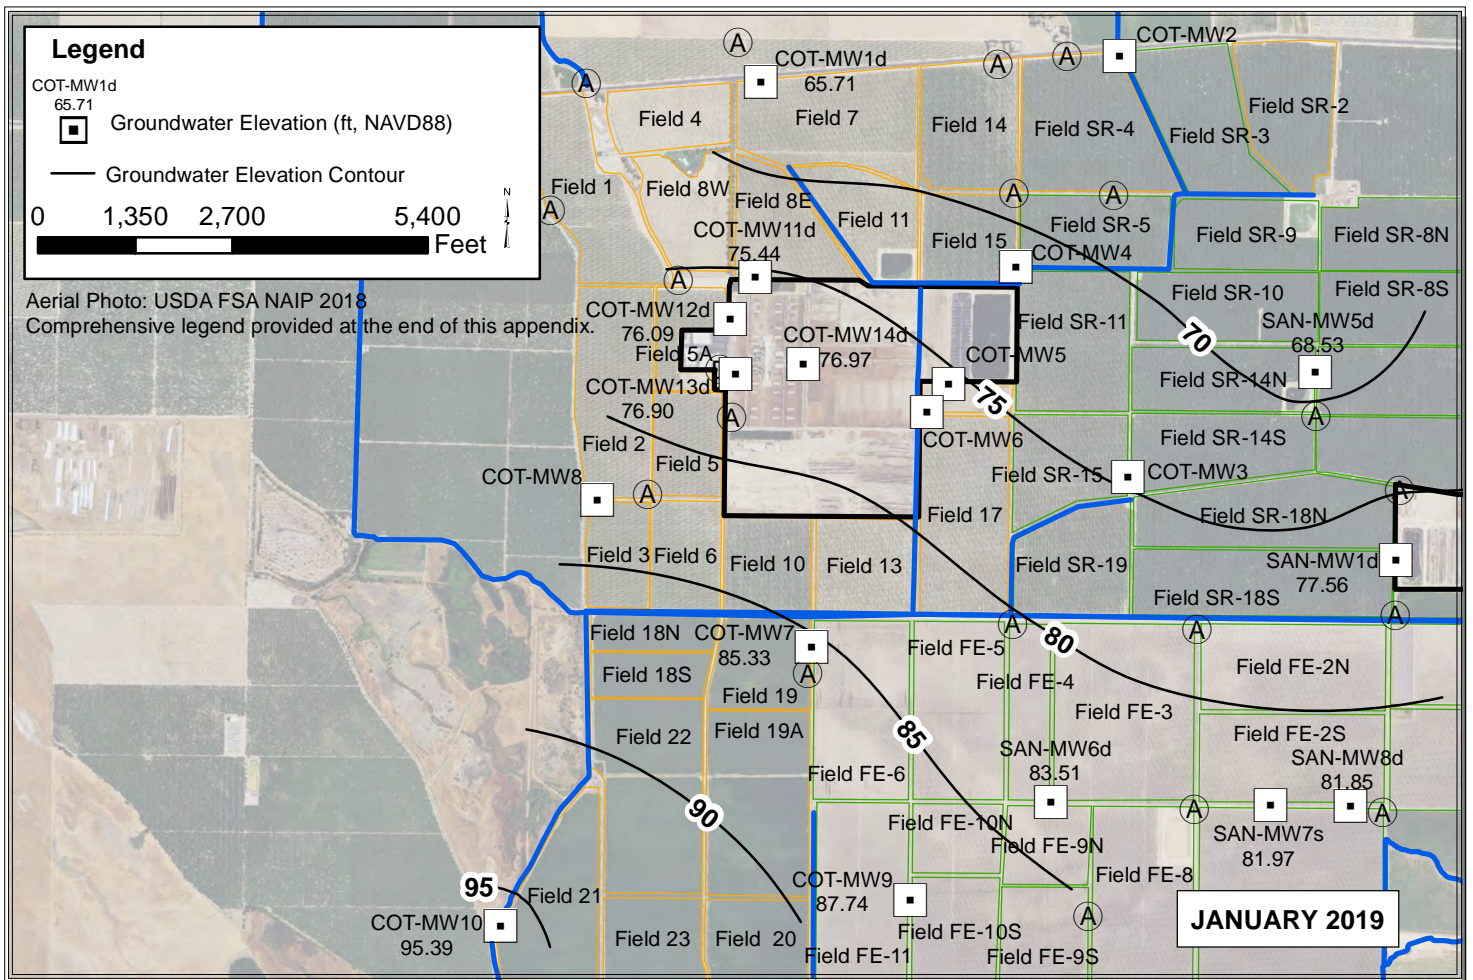 Legend
COT-MW1d
65.71
Groundwater Elevation (ft, NAVD88)
Groundwater Elevation Contour
N
0 1,350 2,700 5,400
Feet
Aerial Photo: USDA FSA NAIP 2018
Comprehensive legend provided at the end of this appendix.
A
COT-MW2
A
A
COT-MW1d
65.71
A
Field SR-2
Field 4
Field 7
Field 14
Field SR-4
Field SR-3
Field 1
Field 8W
Field 8E
A
A
A
Field 11
Field SR-5
COT-MW11d
75.44
Field 15
COT-MW4
Field SR-9
Field SR-8N
A
Field SR-10
Field SR-8S
COT-MW12d
76.09
COT-MW14d
76.97
Field SR-11
SAN-MW5d
68.53
70
Field 5A
COT-MW5
Field SR-14N
COT-MW13d
76.90
75
A
A
Field 2
COT-MW6
Field SR-14S
Field 5
COT-MW8
A
Field SR-15
COT-MW3
A
Field 17
Field SR-18N
Field 3
Field 6
Field 10
Field 13
Field SR-19
SAN-MW1d
77.56
Field SR-18S
A
A
A
Field 18N
COT-MW7
85.33
Field FE-5
80
Field 18S
A
Field FE-4
Field FE-2N
Field 19
Field FE-3
Field 22
Field 19A
85
Field FE-2S
SAN-MW6d
83.51
SAN-MW8d
81.85
Field FE-6
90
A
A
Field FE-10N
SAN-MW7s
81.97
Field FE-9N
Field FE-8
95
COT-MW9
87.74
Field 21
COT-MW10
95.39
A
JANUARY 2019
Field 23
Field 20
Field FE-10S
Field FE-11
Field FE-9S